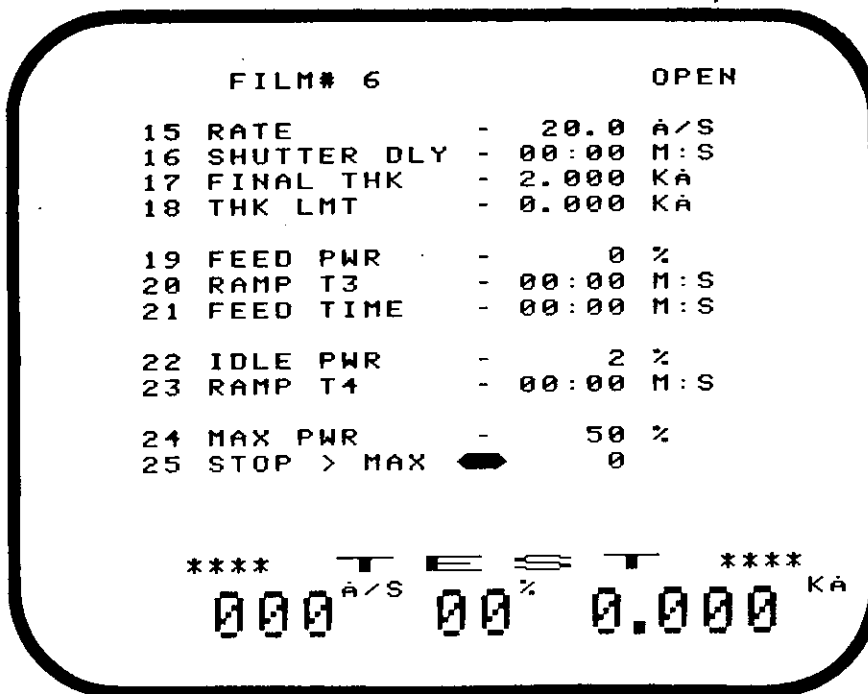 FILM# 6 OPEN
15 RATE - 20.0 Å/S
16 SHUTTER DLY - 00:00 M:S
17 FINAL THK - 2.000 KÅ
18 THK LMT - 0.000 KÅ
19 FEED PWR - 0 %
20 RAMP T3 - 00:00 M:S
21 FEED TIME - 00:00 M:S
22 IDLE PWR - 2 %
23 RAMP T4 - 00:00 M:S
24 MAX PWR - 50 %
25 STOP > MAX 0
**** TEST ****
000 Å/S 00 % 0.000 KÅ